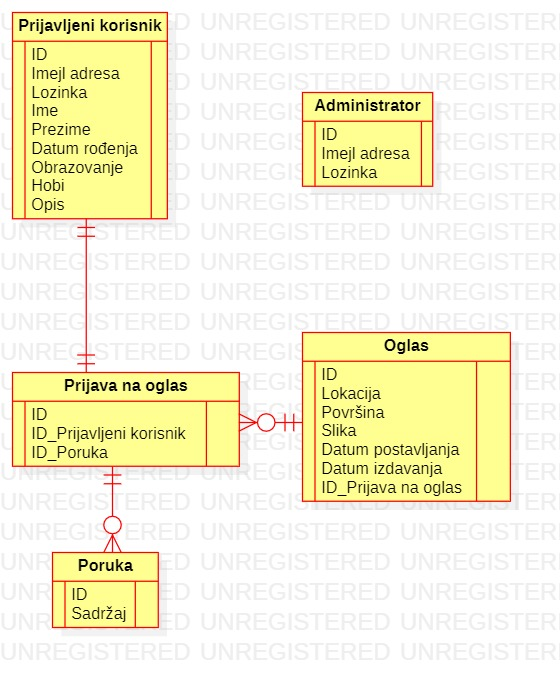 Prijavljeni korisnik
ID
Imejl adresa
Lozinka
Ime
Prezime
Datum rođenja
Obrazovanje
Hobi
Opis
Administrator
ID
Imejl adresa
Lozinka
Oglas
ID
Lokacija
Površina
Slika
Datum postavljanja
Datum izdavanja
ID_Prijava na oglas
Prijava na oglas
ID
ID_Prijavljeni korisnik
ID_Poruka
Poruka
ID
Sadržaj
UNREGISTERED